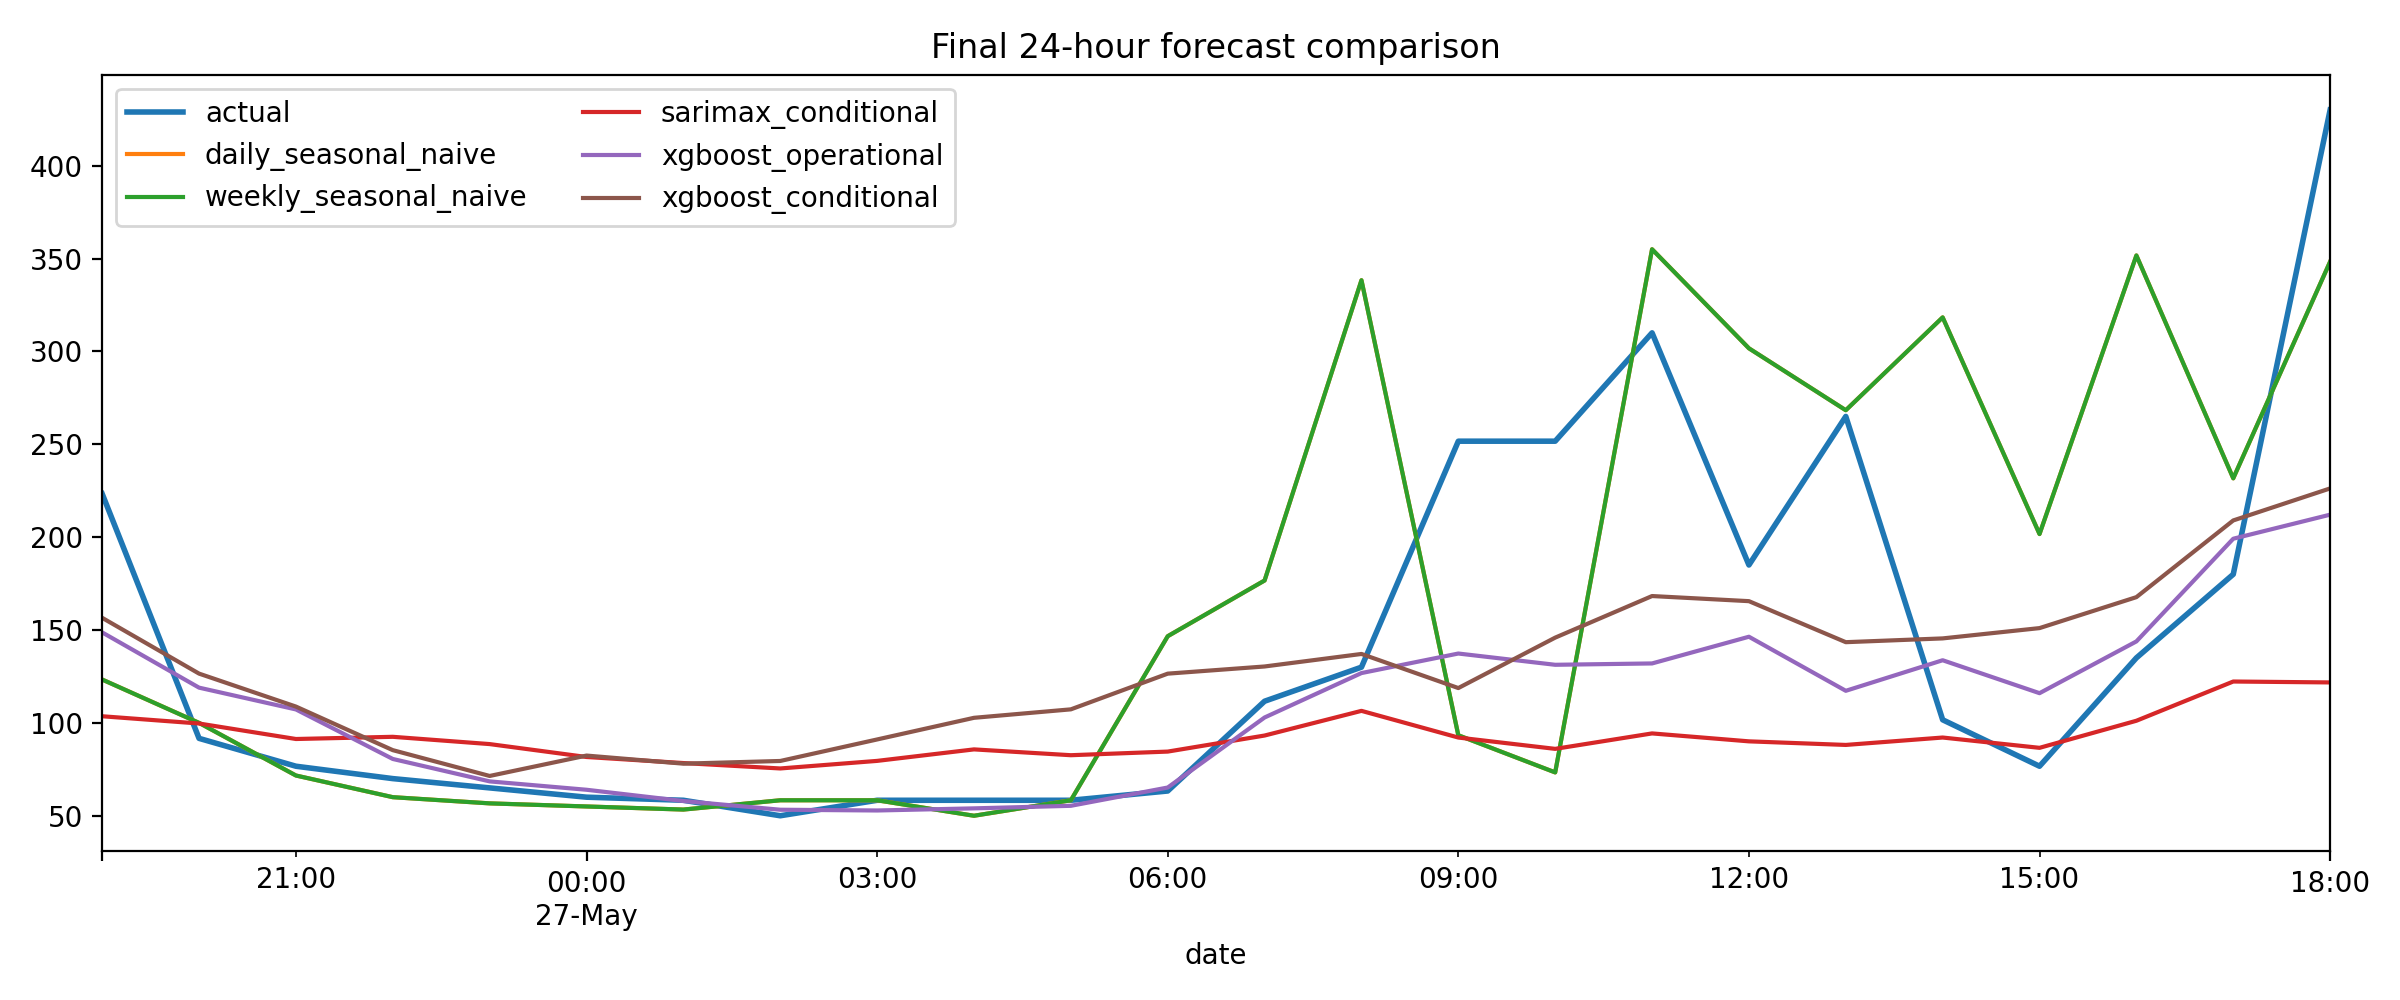 Final 24-hour forecast comparison
actual
daily_seasonal_naive
weekly_seasonal_naive
sarimax_conditional
xgboost_operational
xgboost_conditional
400
350
300
250
200
150
100
50
21:00 00:00 03:00 06:00 09:00 12:00 15:00 18:00
27-May
date